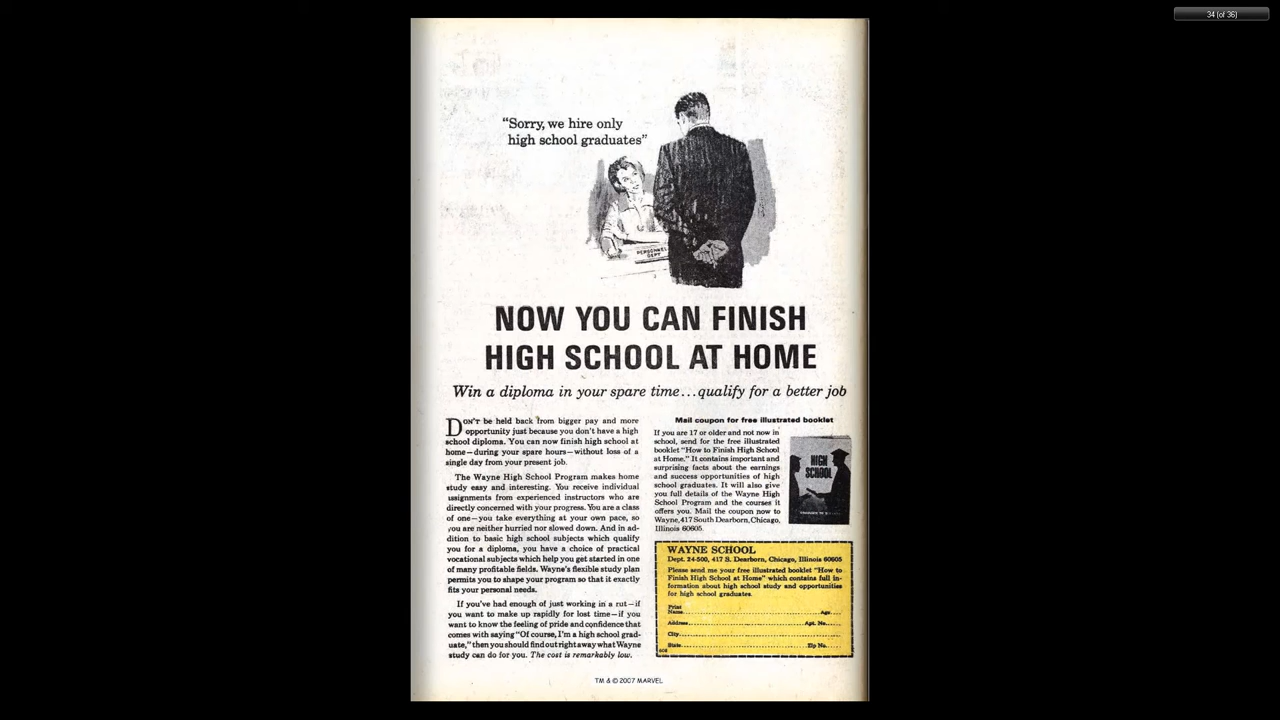 34 (of 36)
“Sorry, we hire only
high school graduates”
PERSONNEL
DEPT
NOW YOU CAN FINISH
HIGH SCHOOL AT HOME
Win a diploma in your spare time...qualify for a better job
DON'T be held back from bigger pay and more
opportunity just because you don't have a high
school diploma. You can now finish high school at
home—during your spare hours—without loss of a
single day from your present job.
The Wayne High School Program makes home
study easy and interesting. You receive individual
assignments from experienced instructors who are
directly concerned with your progress. You are a class
of one—you take everything at your own pace, so
you are neither hurried nor slowed down. And in ad-
dition to basic high school subjects which qualify
you for a diploma, you have a choice of practical
vocational subjects which help you get started in one
of many profitable fields. Wayne's flexible study plan
permits you to shape your program so that it exactly
fits your personal needs.
If you've had enough of just working in a rut—if
you want to make up rapidly for lost time—if you
want to know the feeling of pride and confidence that
comes with saying “Of course, I'm a high school grad-
uate,” then you should find out right away what Wayne
study can do for you. The cost is remarkably low.
Mail coupon for free illustrated booklet
If you are 17 or older and not now in
school, send for the free illustrated
booklet “How to Finish High School
at Home.” It contains important and
surprising facts about the earnings
and success opportunities of high
school graduates. It will also give
you full details of the Wayne High
School Program and the courses it
offers you. Mail the coupon now to
Wayne, 417 South Dearborn, Chicago,
Illinois 60605.
HIGH
SCHOOL
WAYNE SCHOOL
Dept. 24-500, 417 S. Dearborn, Chicago, Illinois 60605
Please send me your free illustrated booklet “How to
Finish High School at Home” which contains full in-
formation about high school study and opportunities
for high school graduates.
Print
Name Age
Address Apt. No.
City
State Zip No.
TM & © 2007 MARVEL